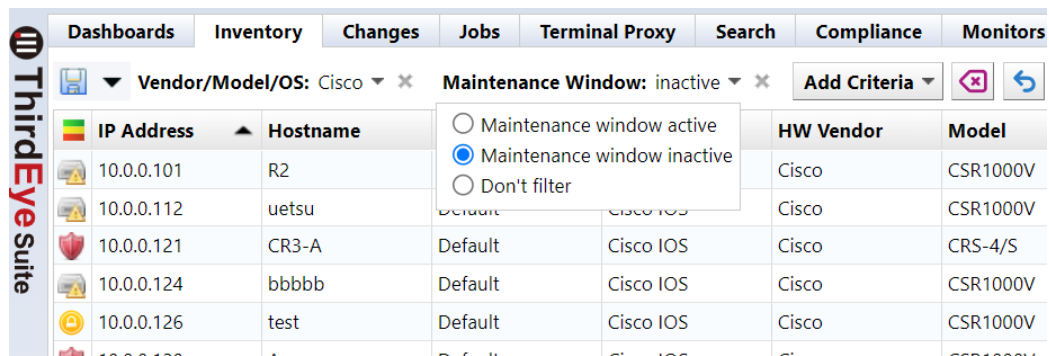 ThirdEye Suite
Dashboards Inventory Changes Jobs Terminal Proxy Search Compliance Monitors
Vendor/Model/OS: Cisco Maintenance Window: inactive Add Criteria
IP Address Hostname HW Vendor Model
Maintenance window active
Maintenance window inactive
Don't filter
10.0.0.101 R2 Cisco CSR1000V
10.0.0.112 uetsu Default Cisco IOS Cisco CSR1000V
10.0.0.121 CR3-A Default Cisco IOS Cisco CRS-4/S
10.0.0.124 bbbbb Default Cisco IOS Cisco CSR1000V
10.0.0.126 test Default Cisco IOS Cisco CSR1000V